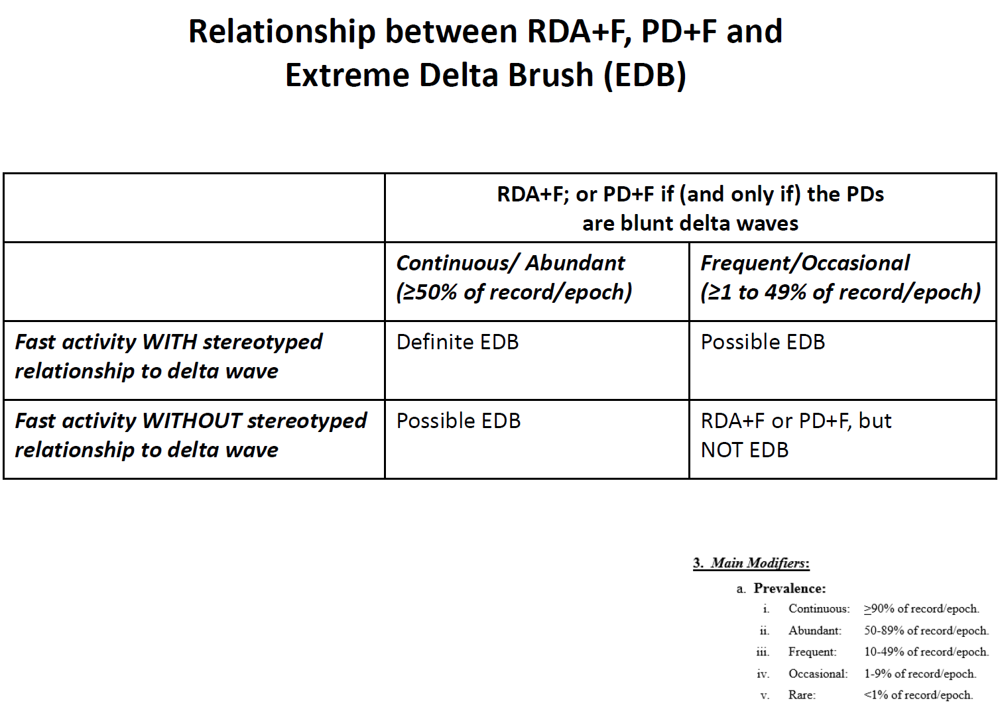 Relationship between RDA+F, PD+F and
Extreme Delta Brush (EDB)
RDA+F; or PD+F if (and only if) the PDs
are blunt delta waves
Continuous/ Abundant
(≥50% of record/epoch)
Frequent/Occasional
(≥1 to 49% of record/epoch)
Fast activity WITH stereotyped
relationship to delta wave
Definite EDB
Possible EDB
Fast activity WITHOUT stereotyped
relationship to delta wave
Possible EDB
RDA+F or PD+F, but
NOT EDB
3. Main Modifiers:
a. Prevalence:
i. Continuous: ≥90% of record/epoch.
ii. Abundant: 50-89% of record/epoch.
iii. Frequent: 10-49% of record/epoch.
iv. Occasional: 1-9% of record/epoch.
v. Rare: <1% of record/epoch.